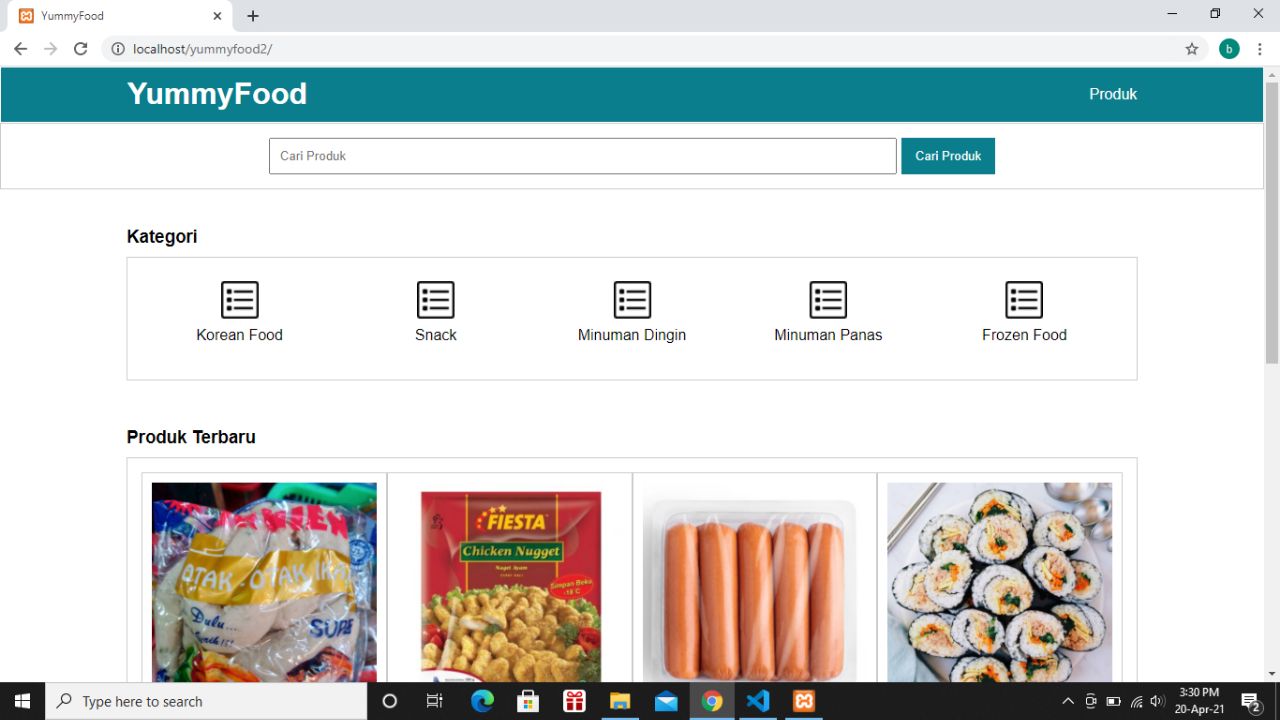 YummyFood
localhost/yummyfood2/
b
YummyFood
Produk
Cari Produk
Cari Produk
Kategori
Korean Food
Snack
Minuman Dingin
Minuman Panas
Frozen Food
Produk Terbaru
OTAK-OTAK IKAN
Dulu...
FIESTA
Chicken Nugget
Naget Ayam
Simpan Beku
-18°C
Type here to search
3:30 PM
20-Apr-21
2